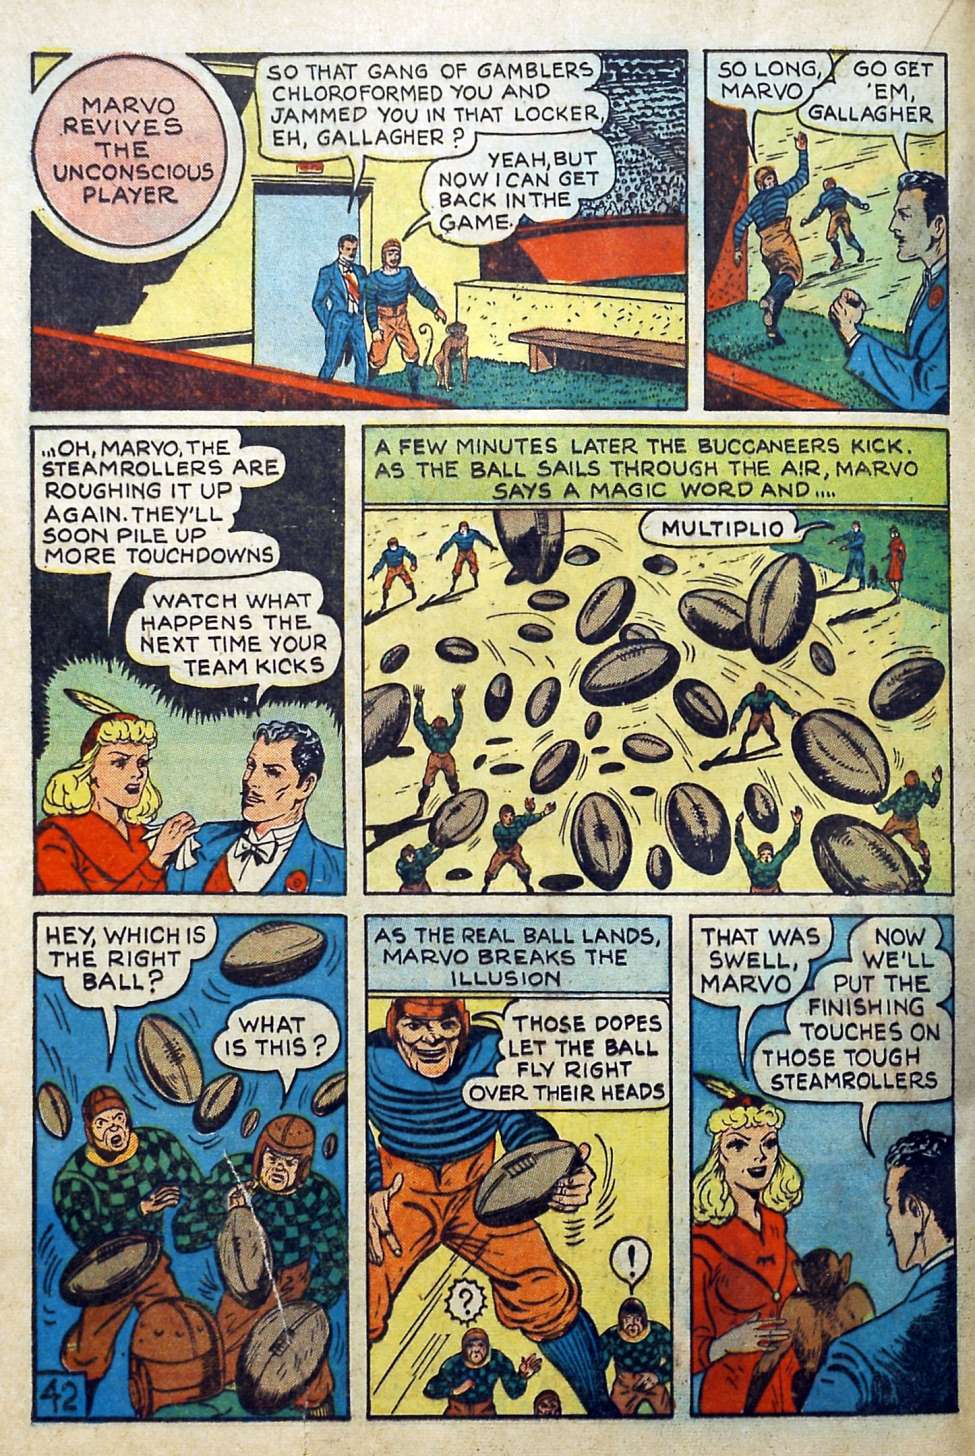 MARVO
REVIVES
THE
UNCONSCIOUS
PLAYER
SO THAT GANG OF GAMBLERS
CHLOROFORMED YOU AND
JAMMED YOU IN THAT LOCKER,
EH, GALLAGHER?
YEAH, BUT
NOW I CAN GET
BACK IN THE
GAME.
SO LONG,
MARVO
GO GET
'EM,
GALLAGHER
...OH, MARVO, THE
STEAMROLLERS ARE
ROUGHING IT UP
AGAIN. THEY'LL
SOON PILE UP
MORE TOUCHDOWNS
WATCH WHAT
HAPPENS THE
NEXT TIME YOUR
TEAM KICKS
A FEW MINUTES LATER THE BUCCANEERS KICK.
AS THE BALL SAILS THROUGH THE AIR, MARVO
SAYS A MAGIC WORD AND....
MULTIPLIO
HEY, WHICH IS
THE RIGHT
BALL?
WHAT
IS THIS?
42
AS THE REAL BALL LANDS,
MARVO BREAKS THE
ILLUSION
THOSE DOPES
LET THE BALL
FLY RIGHT
OVER THEIR HEADS
?
!
THAT WAS
SWELL,
MARVO
NOW
WE'LL
PUT THE
FINISHING
TOUCHES ON
THOSE TOUGH
STEAMROLLERS